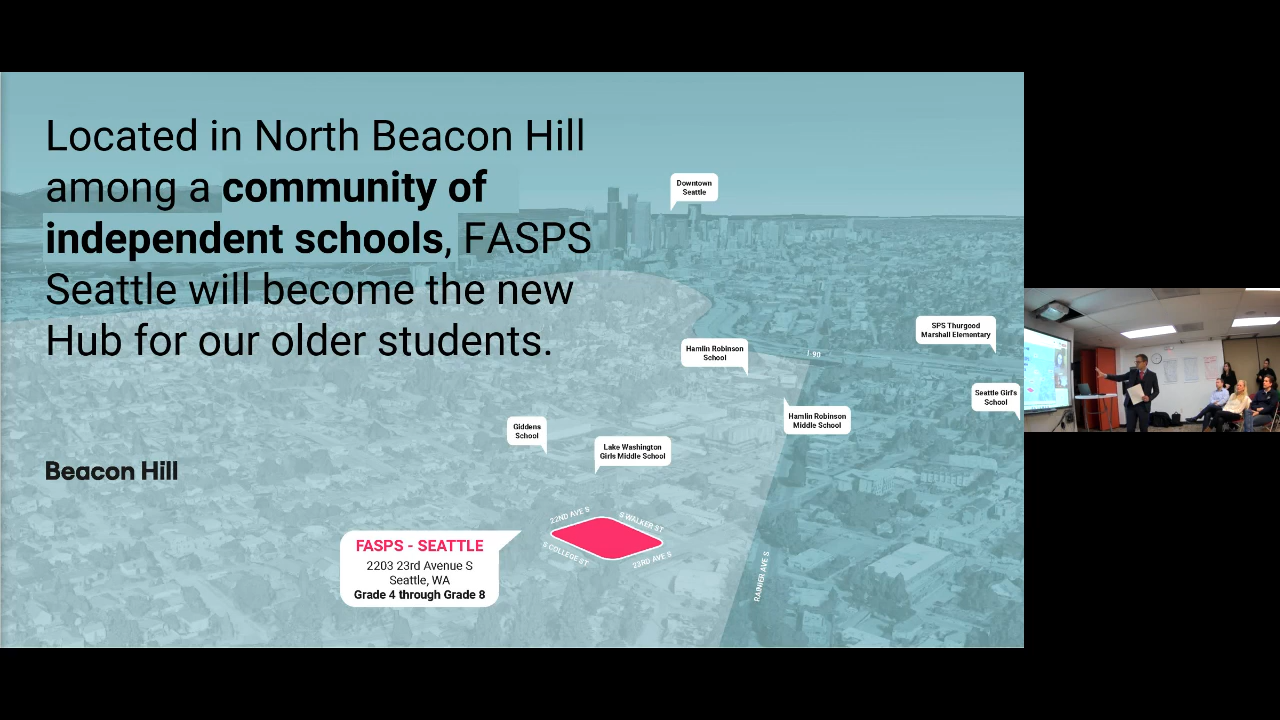 Located in North Beacon Hill
among a community of
independent schools, FASPS
Seattle will become the new
Hub for our older students.
Beacon Hill
Downtown
Seattle
SPS Thurgood
Marshall Elementary
Hamlin Robinson
School
I-90
Seattle Girl's
School
Hamlin Robinson
Middle School
Giddens
School
Lake Washington
Girls Middle School
22ND AVE S
S WALKER ST
S COLLEGE ST
23RD AVE S
RAINIER AVE S
FASPS - SEATTLE
2203 23rd Avenue S
Seattle, WA
Grade 4 through Grade 8